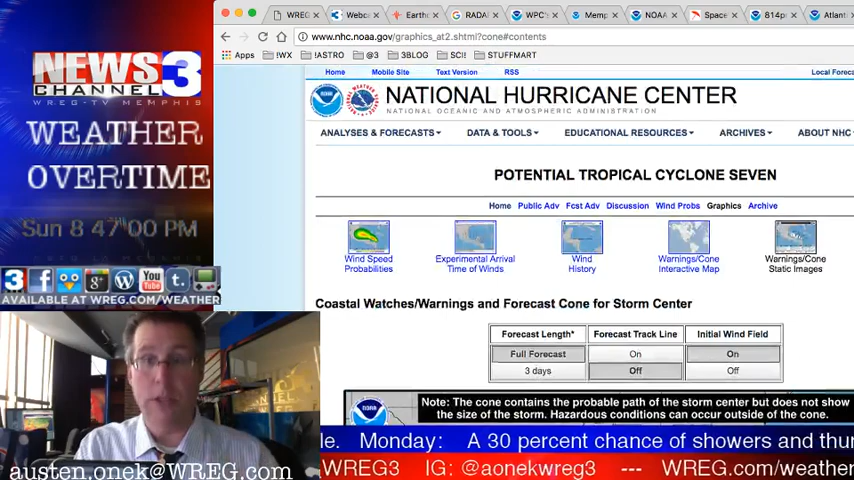 WREG
Webc
Earth
RADA
WPC's
Memp
NOAA
Space
814p
Atlant
www.nhc.noaa.gov/graphics_at2.shtml?cone#contents
Apps !WX !ASTRO @3 3BLOG SCI! STUFFMART
Home Mobile Site Text Version RSS Local Foreca
NATIONAL HURRICANE CENTER
NATIONAL OCEANIC AND ATMOSPHERIC ADMINISTRATION
ANALYSES & FORECASTS DATA & TOOLS EDUCATIONAL RESOURCES ARCHIVES ABOUT NHC
POTENTIAL TROPICAL CYCLONE SEVEN
Home Public Adv Fcst Adv Discussion Wind Probs Graphics Archive
Wind Speed
Probabilities
Experimental Arrival
Time of Winds
Wind
History
Warnings/Cone
Interactive Map
Warnings/Cone
Static Images
Coastal Watches/Warnings and Forecast Cone for Storm Center
Forecast Length* Forecast Track Line Initial Wind Field
Full Forecast On On
3 days Off Off
Note: The cone contains the probable path of the storm center but does not show
the size of the storm. Hazardous conditions can occur outside of the cone.
NEWS
CHANNEL 3
WREG-TV MEMPHIS
WEATHER
OVERTIME
Sun 8 47:00 PM
AVAILABLE AT WREG.COM/WEATHER
le. Monday: A 30 percent chance of showers and thun
austen.onek@WREG.com
WREG3 IG: @aonekwreg3 --- WREG.com/weather